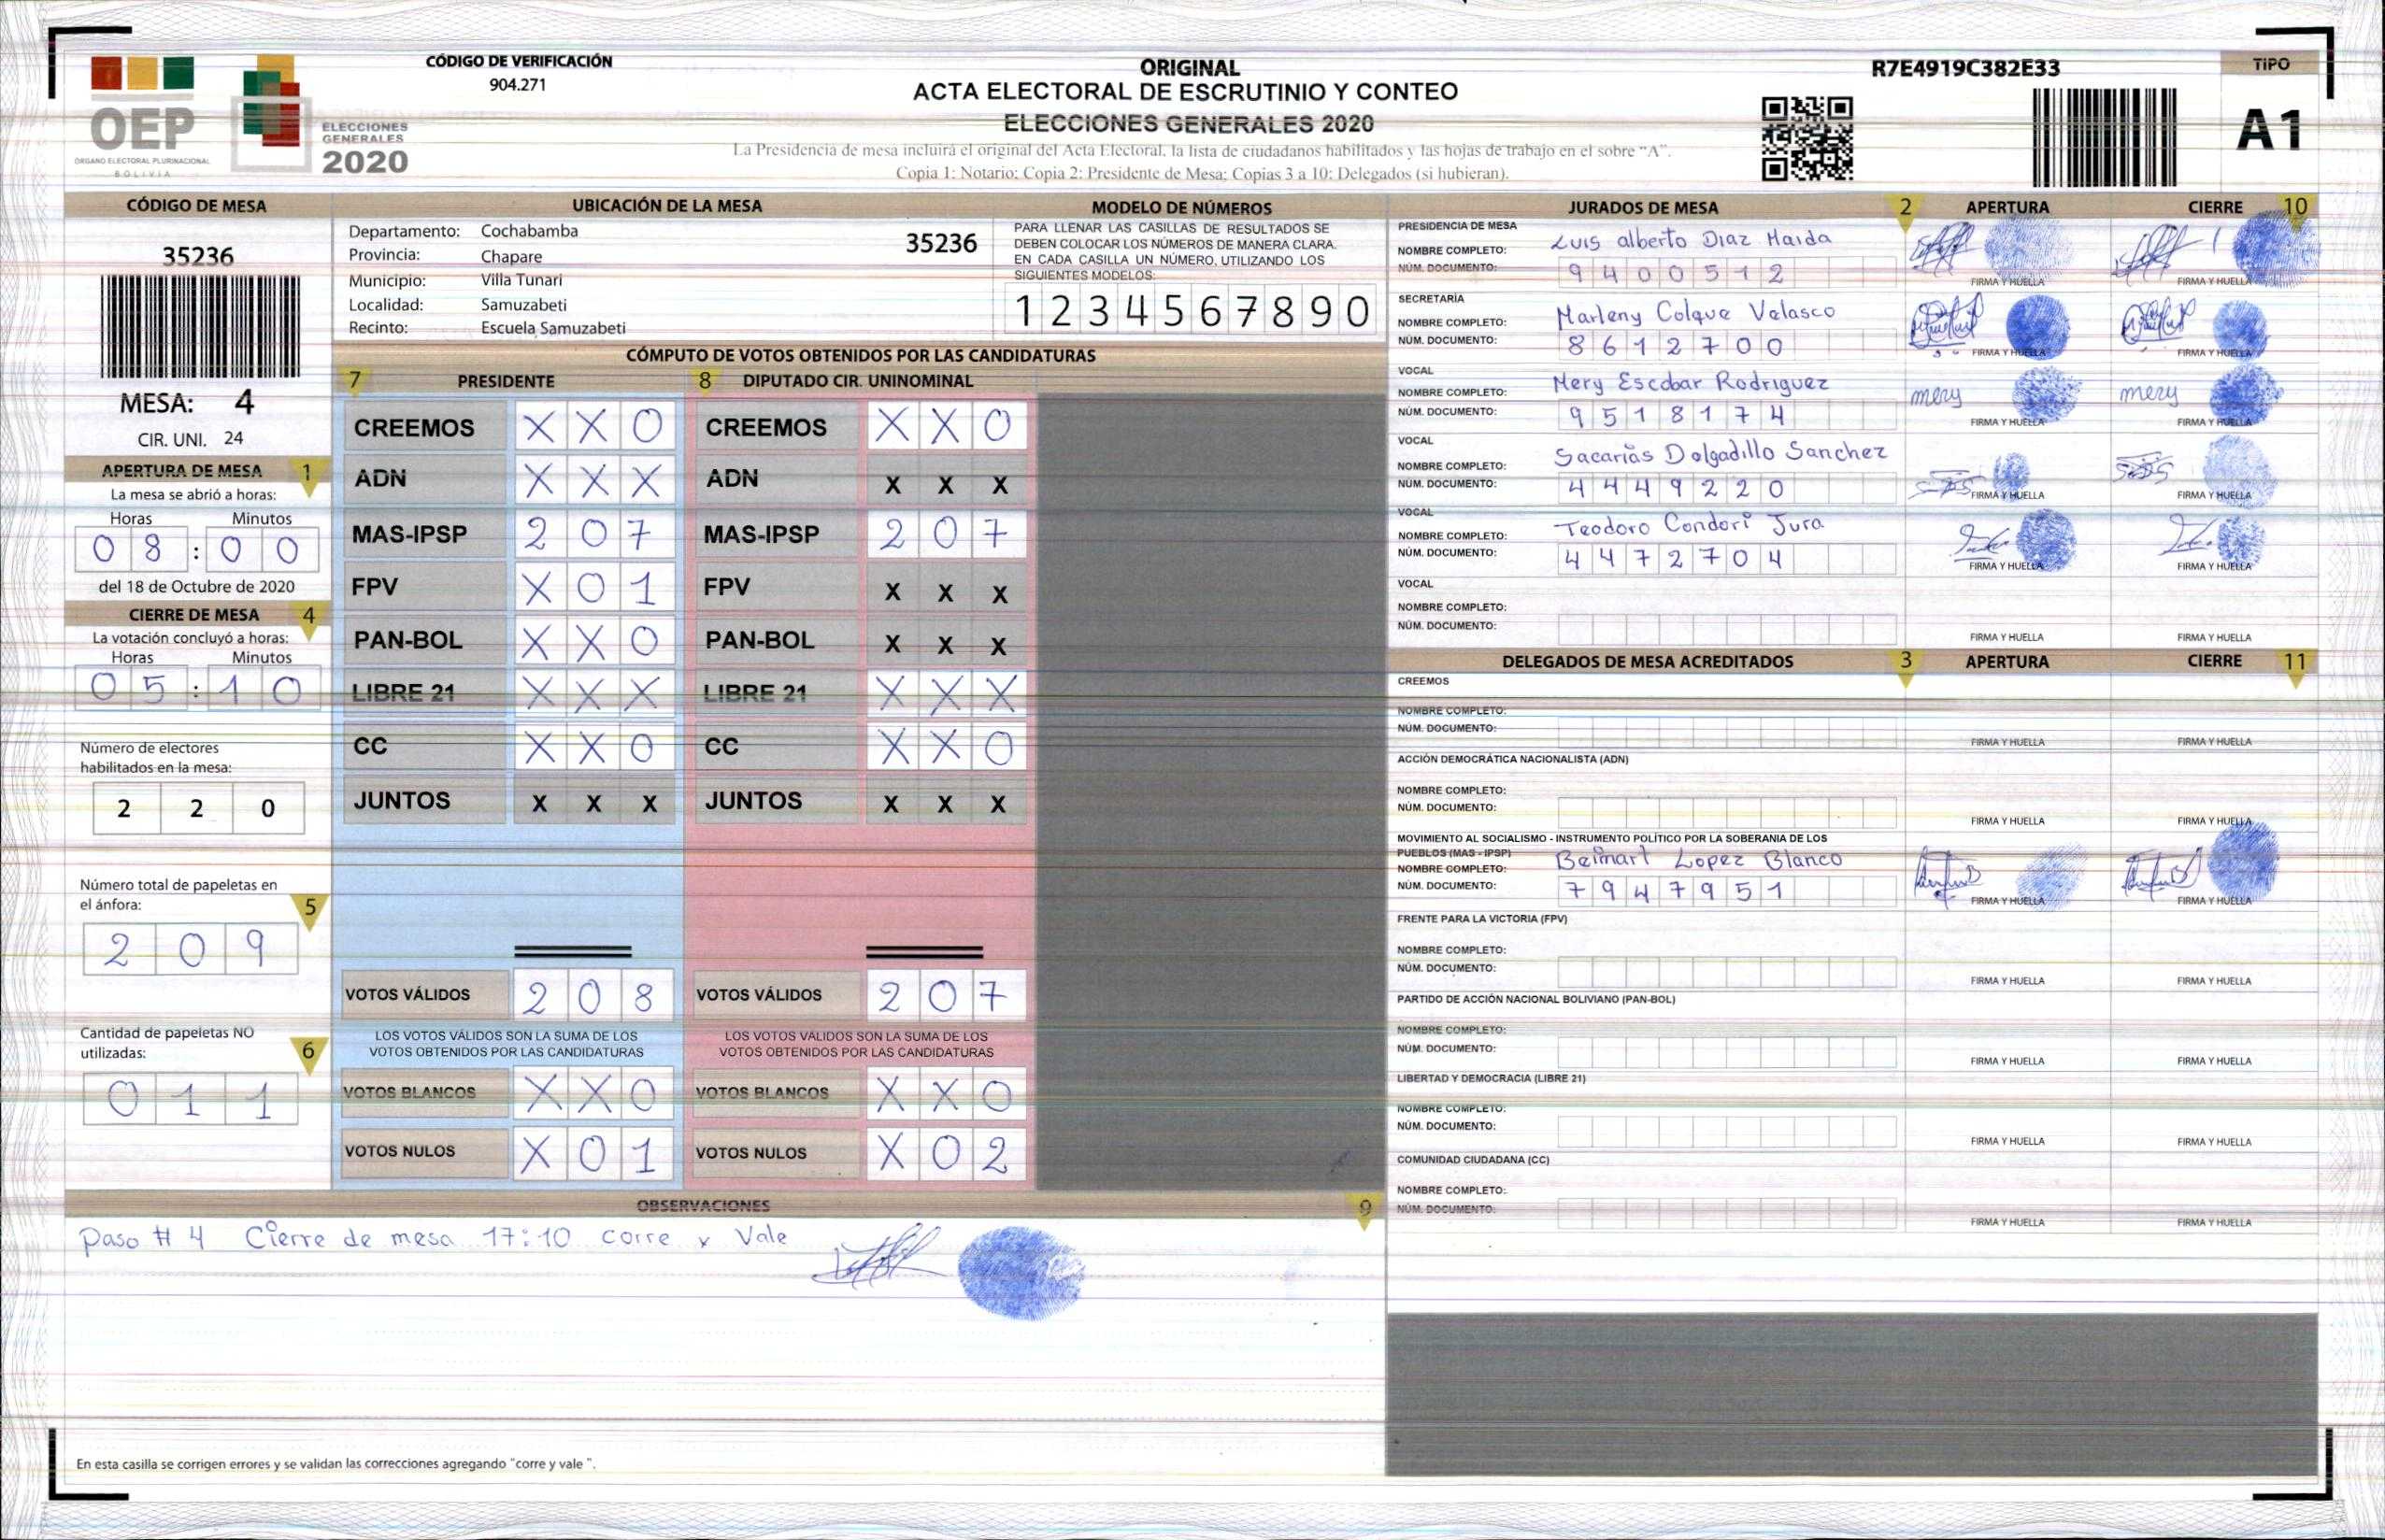 OEP
ÓRGANO ELECTORAL PLURINACIONAL
BOLIVIA
ELECCIONES
GENERALES
2020
CÓDIGO DE VERIFICACIÓN
904.271
ORIGINAL
ACTA ELECTORAL DE ESCRUTINIO Y CONTEO
ELECCIONES GENERALES 2020
La Presidencia de mesa incluirá el original del Acta Electoral, la lista de ciudadanos habilitados y las hojas de trabajo en el sobre "A".
Copia 1: Notario; Copia 2: Presidente de Mesa; Copias 3 a 10: Delegados (si hubieran).
R7E4919C382E33
TIPO
A1
CÓDIGO DE MESA
35236
MESA: 4
CIR. UNI. 24
APERTURA DE MESA 1
La mesa se abrió a horas:
Horas Minutos
0 8 : 0 0
del 18 de Octubre de 2020
CIERRE DE MESA 4
La votación concluyó a horas:
Horas Minutos
0 5 : 1 0
Número de electores
habilitados en la mesa:
2 2 0
Número total de papeletas en
el ánfora: 5
2 0 9
Cantidad de papeletas NO
utilizadas: 6
0 1 1
UBICACIÓN DE LA MESA
Departamento: Cochabamba
35236
Provincia: Chapare
Municipio: Villa Tunari
Localidad: Samuzabeti
Recinto: Escuela Samuzabeti
MODELO DE NÚMEROS
PARA LLENAR LAS CASILLAS DE RESULTADOS SE
DEBEN COLOCAR LOS NÚMEROS DE MANERA CLARA.
EN CADA CASILLA UN NÚMERO, UTILIZANDO LOS
SIGUIENTES MODELOS:
1 2 3 4 5 6 7 8 9 0
CÓMPUTO DE VOTOS OBTENIDOS POR LAS CANDIDATURAS
7 PRESIDENTE 8 DIPUTADO CIR. UNINOMINAL
CREEMOS X X 0 CREEMOS X X 0
ADN X X X ADN X X X
MAS-IPSP 2 0 7 MAS-IPSP 2 0 7
FPV X 0 1 FPV X X X
PAN-BOL X X 0 PAN-BOL X X X
LIBRE 21 X X X LIBRE 21 X X X
CC X X 0 CC X X 0
JUNTOS X X X JUNTOS X X X
VOTOS VÁLIDOS 2 0 8 VOTOS VÁLIDOS 2 0 7
LOS VOTOS VÁLIDOS SON LA SUMA DE LOS LOS VOTOS VÁLIDOS SON LA SUMA DE LOS
VOTOS OBTENIDOS POR LAS CANDIDATURAS VOTOS OBTENIDOS POR LAS CANDIDATURAS
VOTOS BLANCOS X X 0 VOTOS BLANCOS X X 0
VOTOS NULOS X 0 1 VOTOS NULOS X 0 2
OBSERVACIONES 9
Paso # 4 Cierre de mesa 17:10 corre x Vale
En esta casilla se corrigen errores y se validan las correcciones agregando "corre y vale ".
JURADOS DE MESA 2 APERTURA CIERRE 10
PRESIDENCIA DE MESA
NOMBRE COMPLETO: Luis alberto Diaz Maida
NÚM. DOCUMENTO: 9 4 0 0 5 1 2
FIRMA Y HUELLA FIRMA Y HUELLA
SECRETARÍA
NOMBRE COMPLETO: Marleny Colque Velasco
NÚM. DOCUMENTO: 8 6 1 2 7 0 0
FIRMA Y HUELLA FIRMA Y HUELLA
VOCAL
NOMBRE COMPLETO: Mery Escobar Rodriguez
mery mery
NÚM. DOCUMENTO: 9 5 1 8 1 7 4
FIRMA Y HUELLA FIRMA Y HUELLA
VOCAL
NOMBRE COMPLETO: Sacarias Dolgadillo Sanchez
NÚM. DOCUMENTO: 4 4 4 9 2 2 0
FIRMA Y HUELLA FIRMA Y HUELLA
VOCAL
NOMBRE COMPLETO: Teodoro Condori Jura
NÚM. DOCUMENTO: 4 4 7 2 7 0 4
FIRMA Y HUELLA FIRMA Y HUELLA
VOCAL
NOMBRE COMPLETO:
NÚM. DOCUMENTO:
FIRMA Y HUELLA FIRMA Y HUELLA
DELEGADOS DE MESA ACREDITADOS 3 APERTURA CIERRE 11
CREEMOS
NOMBRE COMPLETO:
NÚM. DOCUMENTO:
FIRMA Y HUELLA FIRMA Y HUELLA
ACCIÓN DEMOCRÁTICA NACIONALISTA (ADN)
NOMBRE COMPLETO:
NÚM. DOCUMENTO:
FIRMA Y HUELLA FIRMA Y HUELLA
MOVIMIENTO AL SOCIALISMO - INSTRUMENTO POLÍTICO POR LA SOBERANIA DE LOS
PUEBLOS (MAS - IPSP)
NOMBRE COMPLETO: Beimart Lopez Blanco
NÚM. DOCUMENTO: 7 9 4 7 9 5 1
FIRMA Y HUELLA FIRMA Y HUELLA
FRENTE PARA LA VICTORIA (FPV)
NOMBRE COMPLETO:
NÚM. DOCUMENTO:
FIRMA Y HUELLA FIRMA Y HUELLA
PARTIDO DE ACCIÓN NACIONAL BOLIVIANO (PAN-BOL)
NOMBRE COMPLETO:
NÚM. DOCUMENTO:
FIRMA Y HUELLA FIRMA Y HUELLA
LIBERTAD Y DEMOCRACIA (LIBRE 21)
NOMBRE COMPLETO:
NÚM. DOCUMENTO:
FIRMA Y HUELLA FIRMA Y HUELLA
COMUNIDAD CIUDADANA (CC)
NOMBRE COMPLETO:
NÚM. DOCUMENTO:
FIRMA Y HUELLA FIRMA Y HUELLA